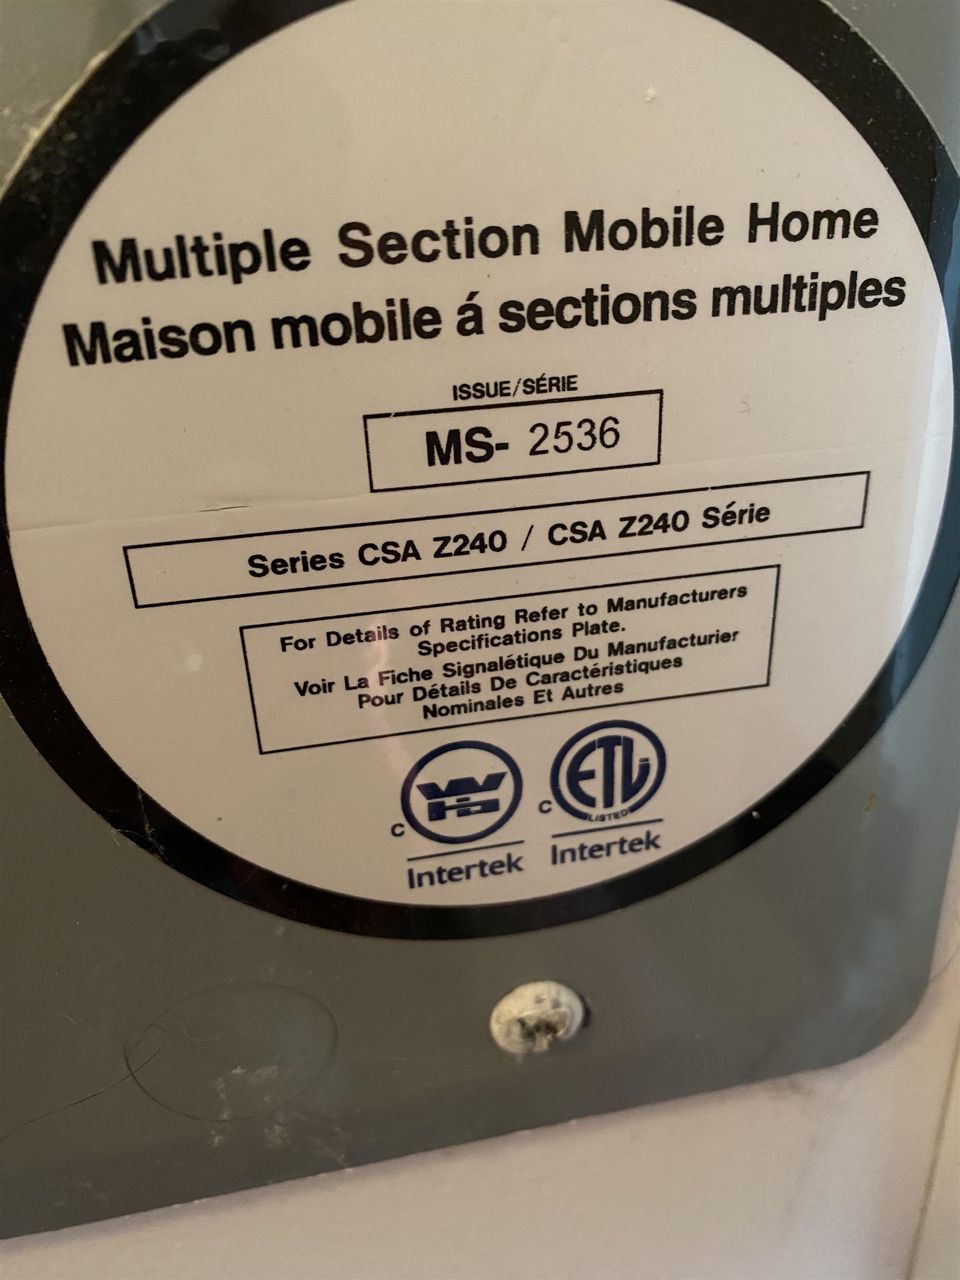 Multiple Section Mobile Home
Maison mobile á sections multiples
ISSUE/SÉRIE
MS- 2536
Series CSA Z240 / CSA Z240 Série
For Details of Rating Refer to Manufacturers
Specifications Plate.
Voir La Fiche Signalétique Du Manufacturier
Pour Détails De Caractéristiques
Nominales Et Autres
C WH C ETL
LISTED
Intertek Intertek